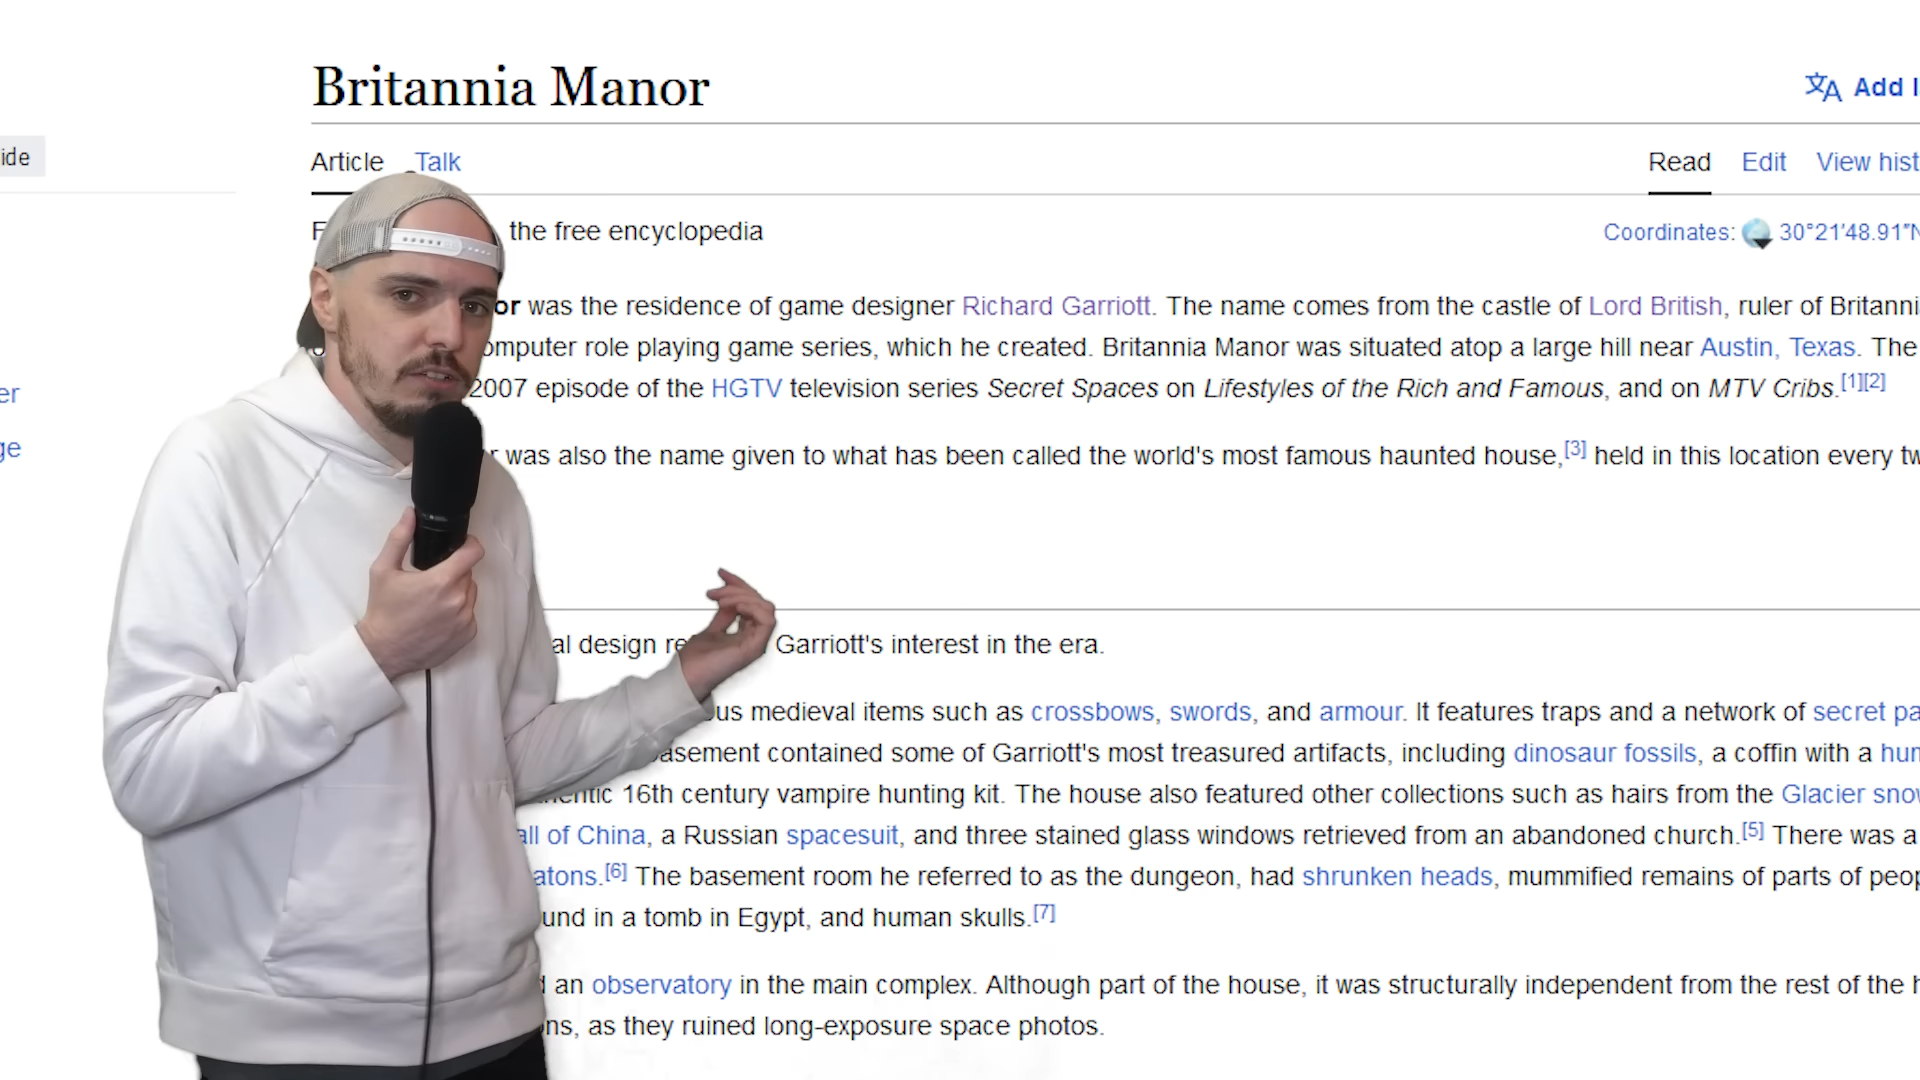 Britannia Manor
Add
ide
Article Talk
Read Edit View hist
the free encyclopedia
Coordinates: 30°21′48.91″N
or was the residence of game designer Richard Garriott. The name comes from the castle of Lord British, ruler of Britanni
omputer role playing game series, which he created. Britannia Manor was situated atop a large hill near Austin, Texas. The
er
2007 episode of the HGTV television series Secret Spaces on Lifestyles of the Rich and Famous, and on MTV Cribs.[1][2]
ge
r was also the name given to what has been called the world's most famous haunted house,[3] held in this location every tw
al design re Garriott's interest in the era.
ous medieval items such as crossbows, swords, and armour. It features traps and a network of secret pa
asement contained some of Garriott's most treasured artifacts, including dinosaur fossils, a coffin with a hum
hentic 16th century vampire hunting kit. The house also featured other collections such as hairs from the Glacier snow
all of China, a Russian spacesuit, and three stained glass windows retrieved from an abandoned church.[5] There was a
atons.[6] The basement room he referred to as the dungeon, had shrunken heads, mummified remains of parts of peop
und in a tomb in Egypt, and human skulls.[7]
d an observatory in the main complex. Although part of the house, it was structurally independent from the rest of the h
ns, as they ruined long-exposure space photos.